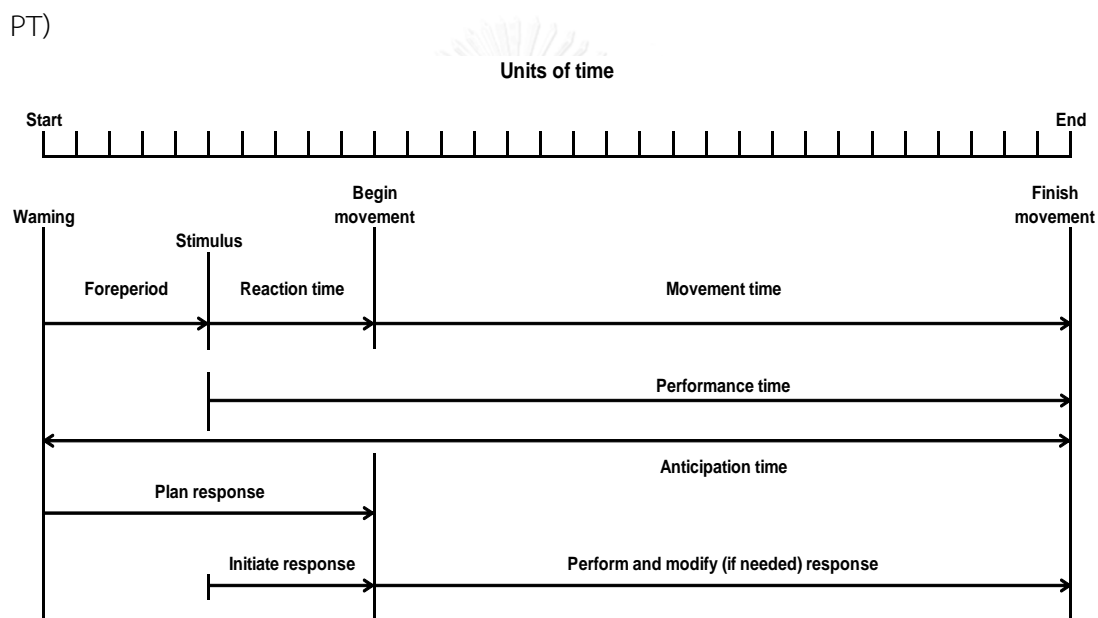 PT)
Units of time
Start
End
Waming
Begin
movement
Finish
movement
Stimulus
Foreperiod
Reaction time
Movement time
Performance time
Anticipation time
Plan response
Initiate response
Perform and modify (if needed) response